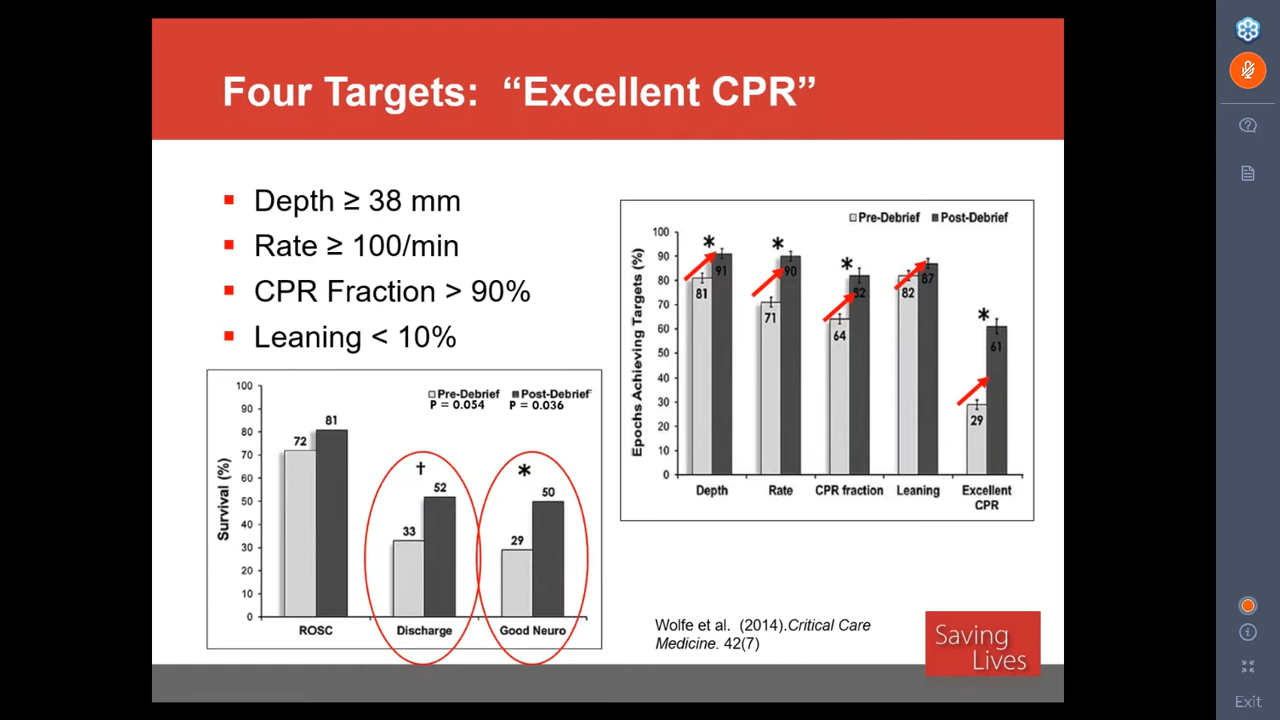 Four Targets: “Excellent CPR”
▪ Depth ≥ 38 mm
▪ Rate ≥ 100/min
▪ CPR Fraction > 90%
▪ Leaning < 10%
100
90
80
70
60
50
40
30
20
10
0
Survival (%)
Pre-Debrief Post-Debrief
P = 0.054 P = 0.036
72
81
†
33
52
*
29
50
ROSC Discharge Good Neuro
Pre-Debrief Post-Debrief
100
90
80
70
60
50
40
30
20
10
0
Epochs Achieving Targets (%)
*
81
91
*
71
90
*
64
82
82
87
*
29
61
Depth Rate CPR fraction Leaning Excellent
CPR
Wolfe et al. (2014).Critical Care
Medicine. 42(7)
Saving
Lives
Exit